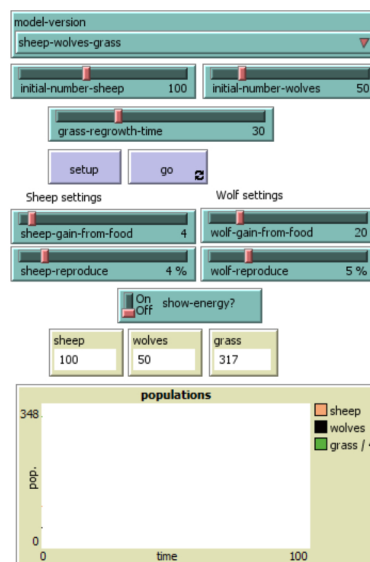 model-version
sheep-wolves-grass
initial-number-sheep 100
initial-number-wolves 50
grass-regrowth-time 30
setup
go
Sheep settings
Wolf settings
sheep-gain-from-food 4
wolf-gain-from-food 20
sheep-reproduce 4 %
wolf-reproduce 5 %
On
Off
show-energy?
sheep
100
wolves
50
grass
317
populations
348
pop.
0
0
time
100
sheep
wolves
grass /